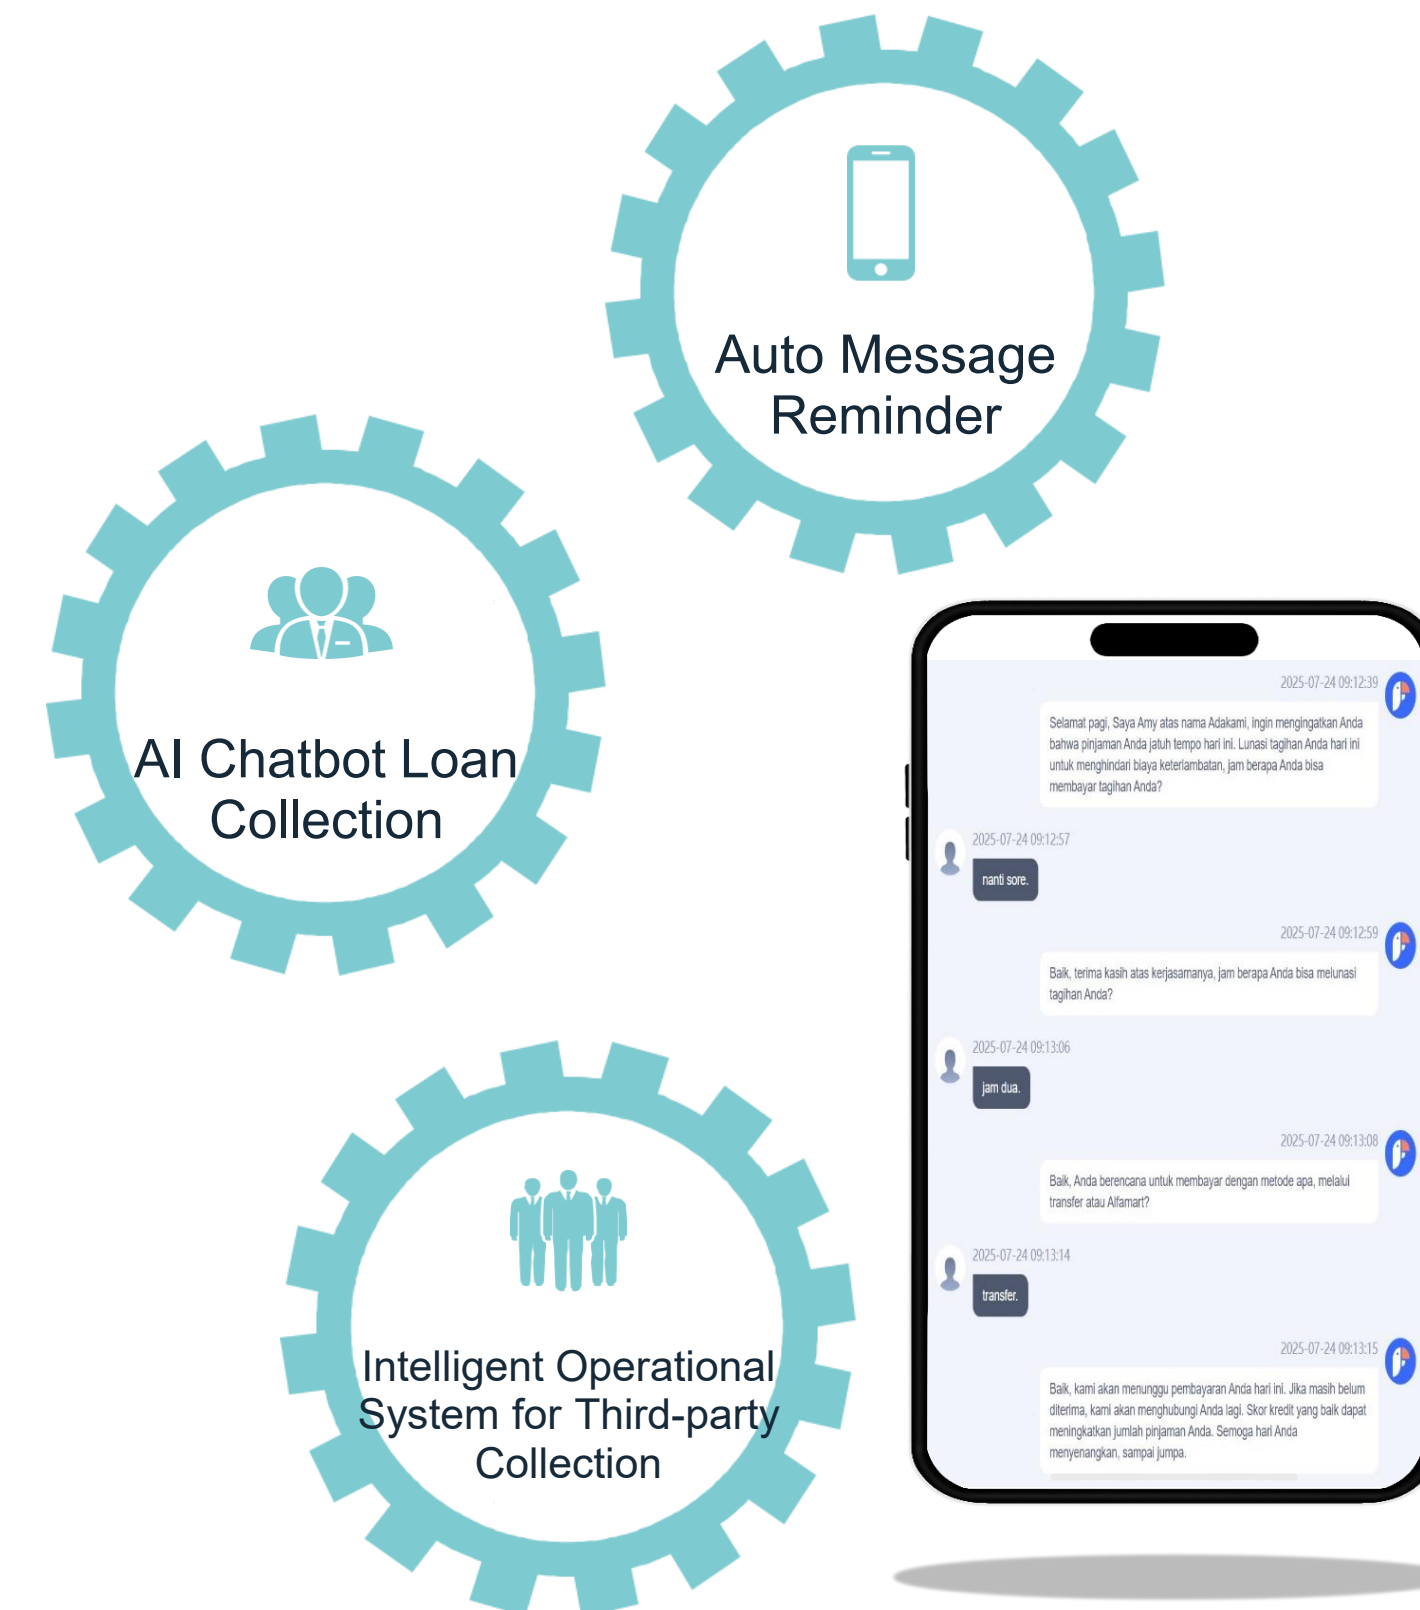 Auto Message
Reminder
AI Chatbot Loan
Collection
Intelligent Operational
System for Third-party
Collection
2025-07-24 09:12:39
Selamat pagi, Saya Amy atas nama Adakami, ingin mengingatkan Anda
bahwa pinjaman Anda jatuh tempo hari ini. Lunasi tagihan Anda hari ini
untuk menghindari biaya keterlambatan, jam berapa Anda bisa
membayar tagihan Anda?
2025-07-24 09:12:57
nanti sore.
2025-07-24 09:12:59
Baik, terima kasih atas kerjasamanya, jam berapa Anda bisa melunasi
tagihan Anda?
2025-07-24 09:13:06
jam dua.
2025-07-24 09:13:08
Baik, Anda berencana untuk membayar dengan metode apa, melalui
transfer atau Alfamart?
2025-07-24 09:13:14
transfer.
2025-07-24 09:13:15
Baik, kami akan menunggu pembayaran Anda hari ini. Jika masih belum
diterima, kami akan menghubungi Anda lagi. Skor kredit yang baik dapat
meningkatkan jumlah pinjaman Anda. Semoga hari Anda
menyenangkan, sampai jumpa.